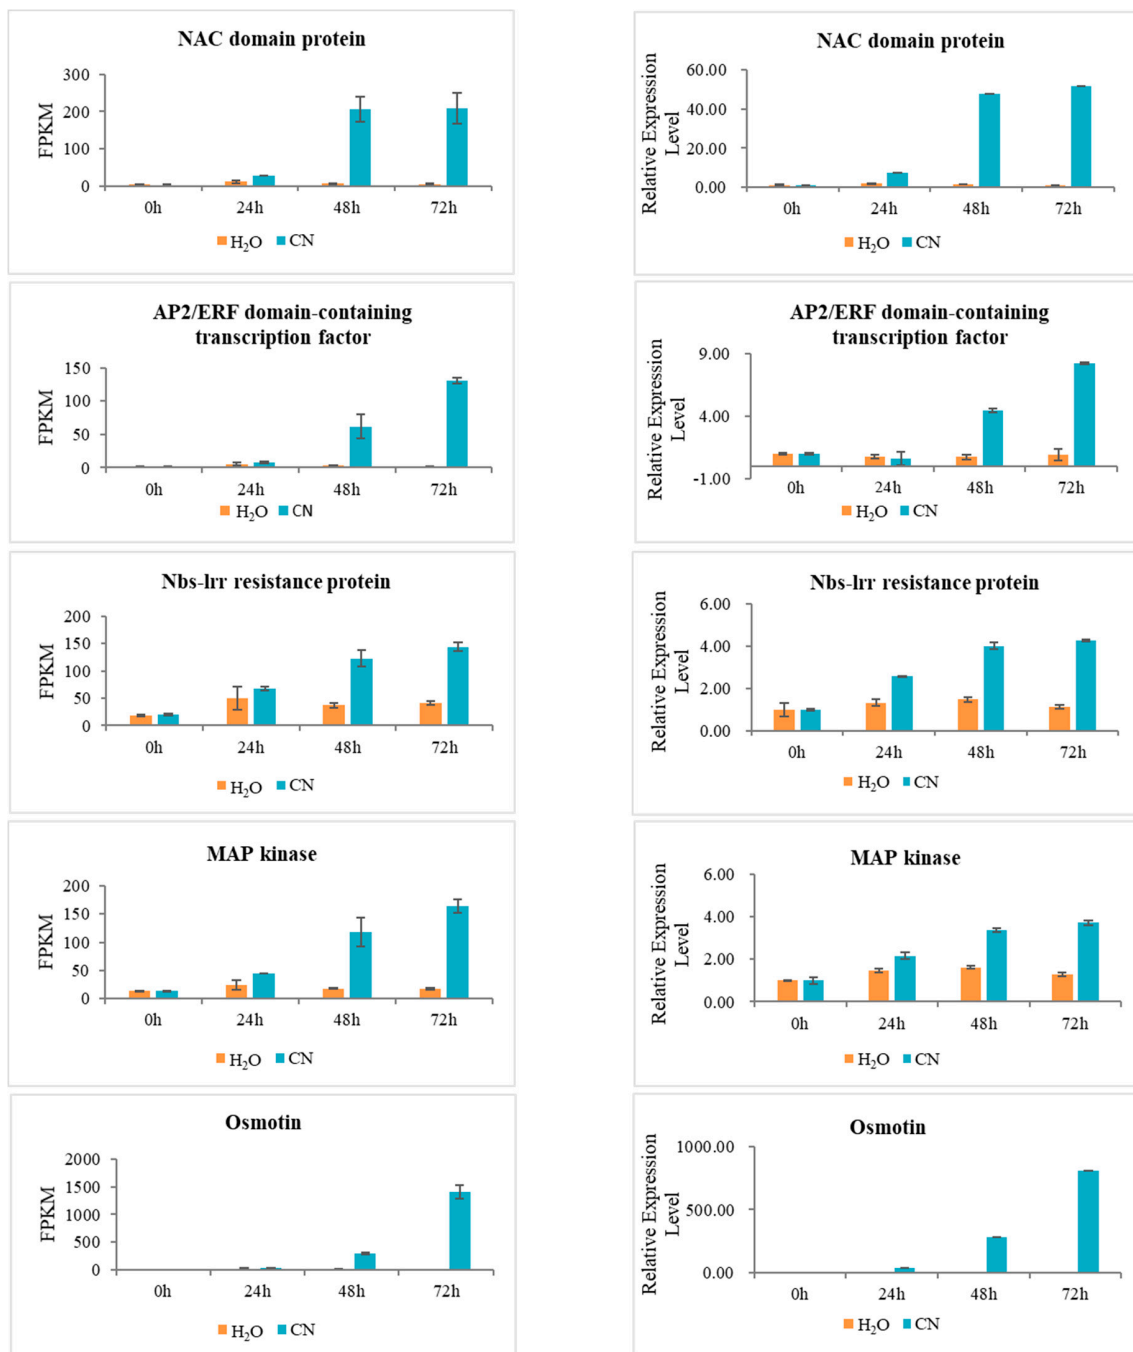 NAC domain protein
FPKM
300
200
100
0
0h 24h 48h 72h
H₂O CN
NAC domain protein
Relative Expression
Level
60.00
40.00
20.00
0.00
0h 24h 48h 72h
H₂O CN
AP2/ERF domain-containing
transcription factor
FPKM
150
100
50
0
0h 24h 48h 72h
H₂O CN
AP2/ERF domain-containing
transcription factor
Relative Expression
Level
9.00
4.00
-1.00
0h 24h 48h 72h
H₂O CN
Nbs-lrr resistance protein
FPKM
200
150
100
50
0
0h 24h 48h 72h
H₂O CN
Nbs-lrr resistance protein
Relative Expression
Level
6.00
4.00
2.00
0.00
0h 24h 48h 72h
H₂O CN
MAP kinase
FPKM
200
150
100
50
0
0h 24h 48h 72h
H₂O CN
MAP kinase
Relative Expression
Level
6.00
4.00
2.00
0.00
0h 24h 48h 72h
H₂O CN
Osmotin
FPKM
2000
1500
1000
500
0
0h 24h 48h 72h
H₂O CN
Osmotin
Relative Expression
Level
1000.00
500.00
0.00
0h 24h 48h 72h
H₂O CN